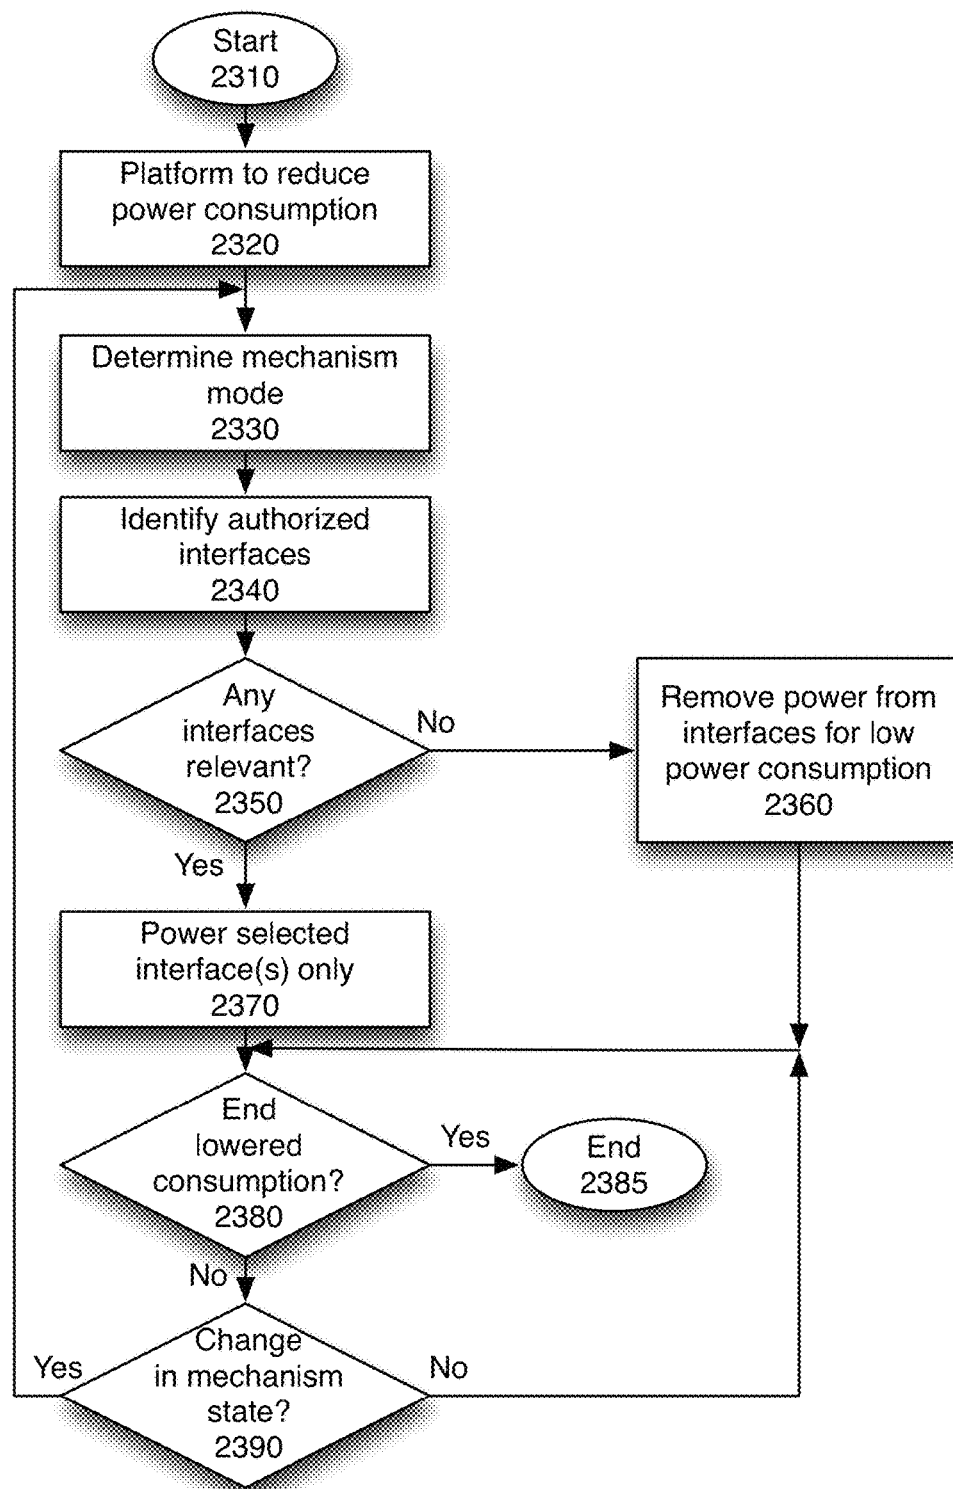 Start
2310
Platform to reduce
power consumption
2320
Determine mechanism
mode
2330
Identify authorized
interfaces
2340
Any
interfaces
relevant?
2350
No
Remove power from
interfaces for low
power consumption
2360
Yes
Power selected
interface(s) only
2370
End
lowered
consumption?
2380
Yes
End
2385
No
Change
in mechanism
state?
2390
Yes
No